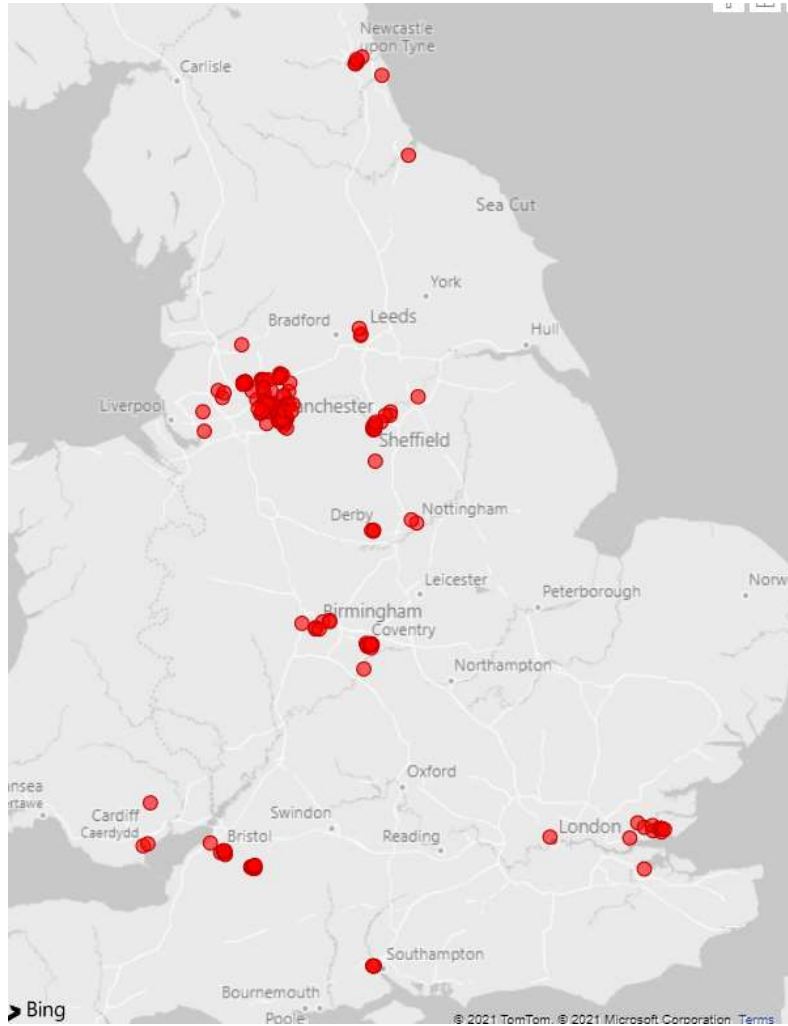 Newcastle
upon Tyne
Carlisle
Sea Cut
York
Bradford
Leeds
Hull
Liverpool
anchester
Sheffield
Derby
Nottingham
Leicester
Norw
Peterborough
Birmingham
Coventry
Northampton
Oxford
ansea
ertawe
Cardiff
Caerdydd
Swindon
London
Bristol
Reading
Southampton
Bournemouth
Poole
Bing
© 2021 TomTom, © 2021 Microsoft Corporation Terms